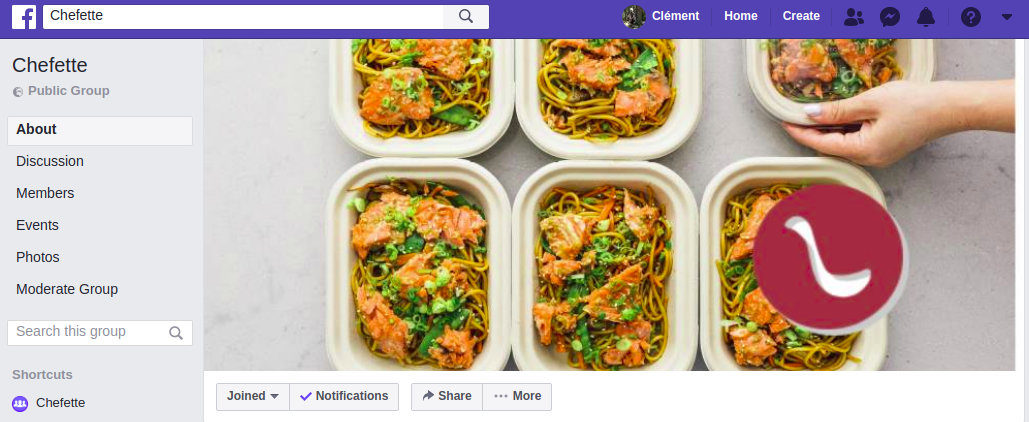 Chefette
Clément
Home
Create
Chefette
Public Group
About
Discussion
Members
Events
Photos
Moderate Group
Search this group
Shortcuts
Chefette
Joined
Notifications
Share
More